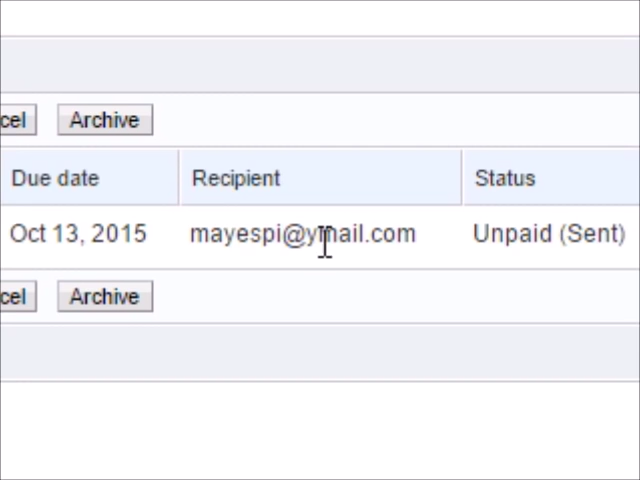 cel Archive
Due date Recipient Status
Oct 13, 2015 mayespi@ymail.com Unpaid (Sent)
cel Archive